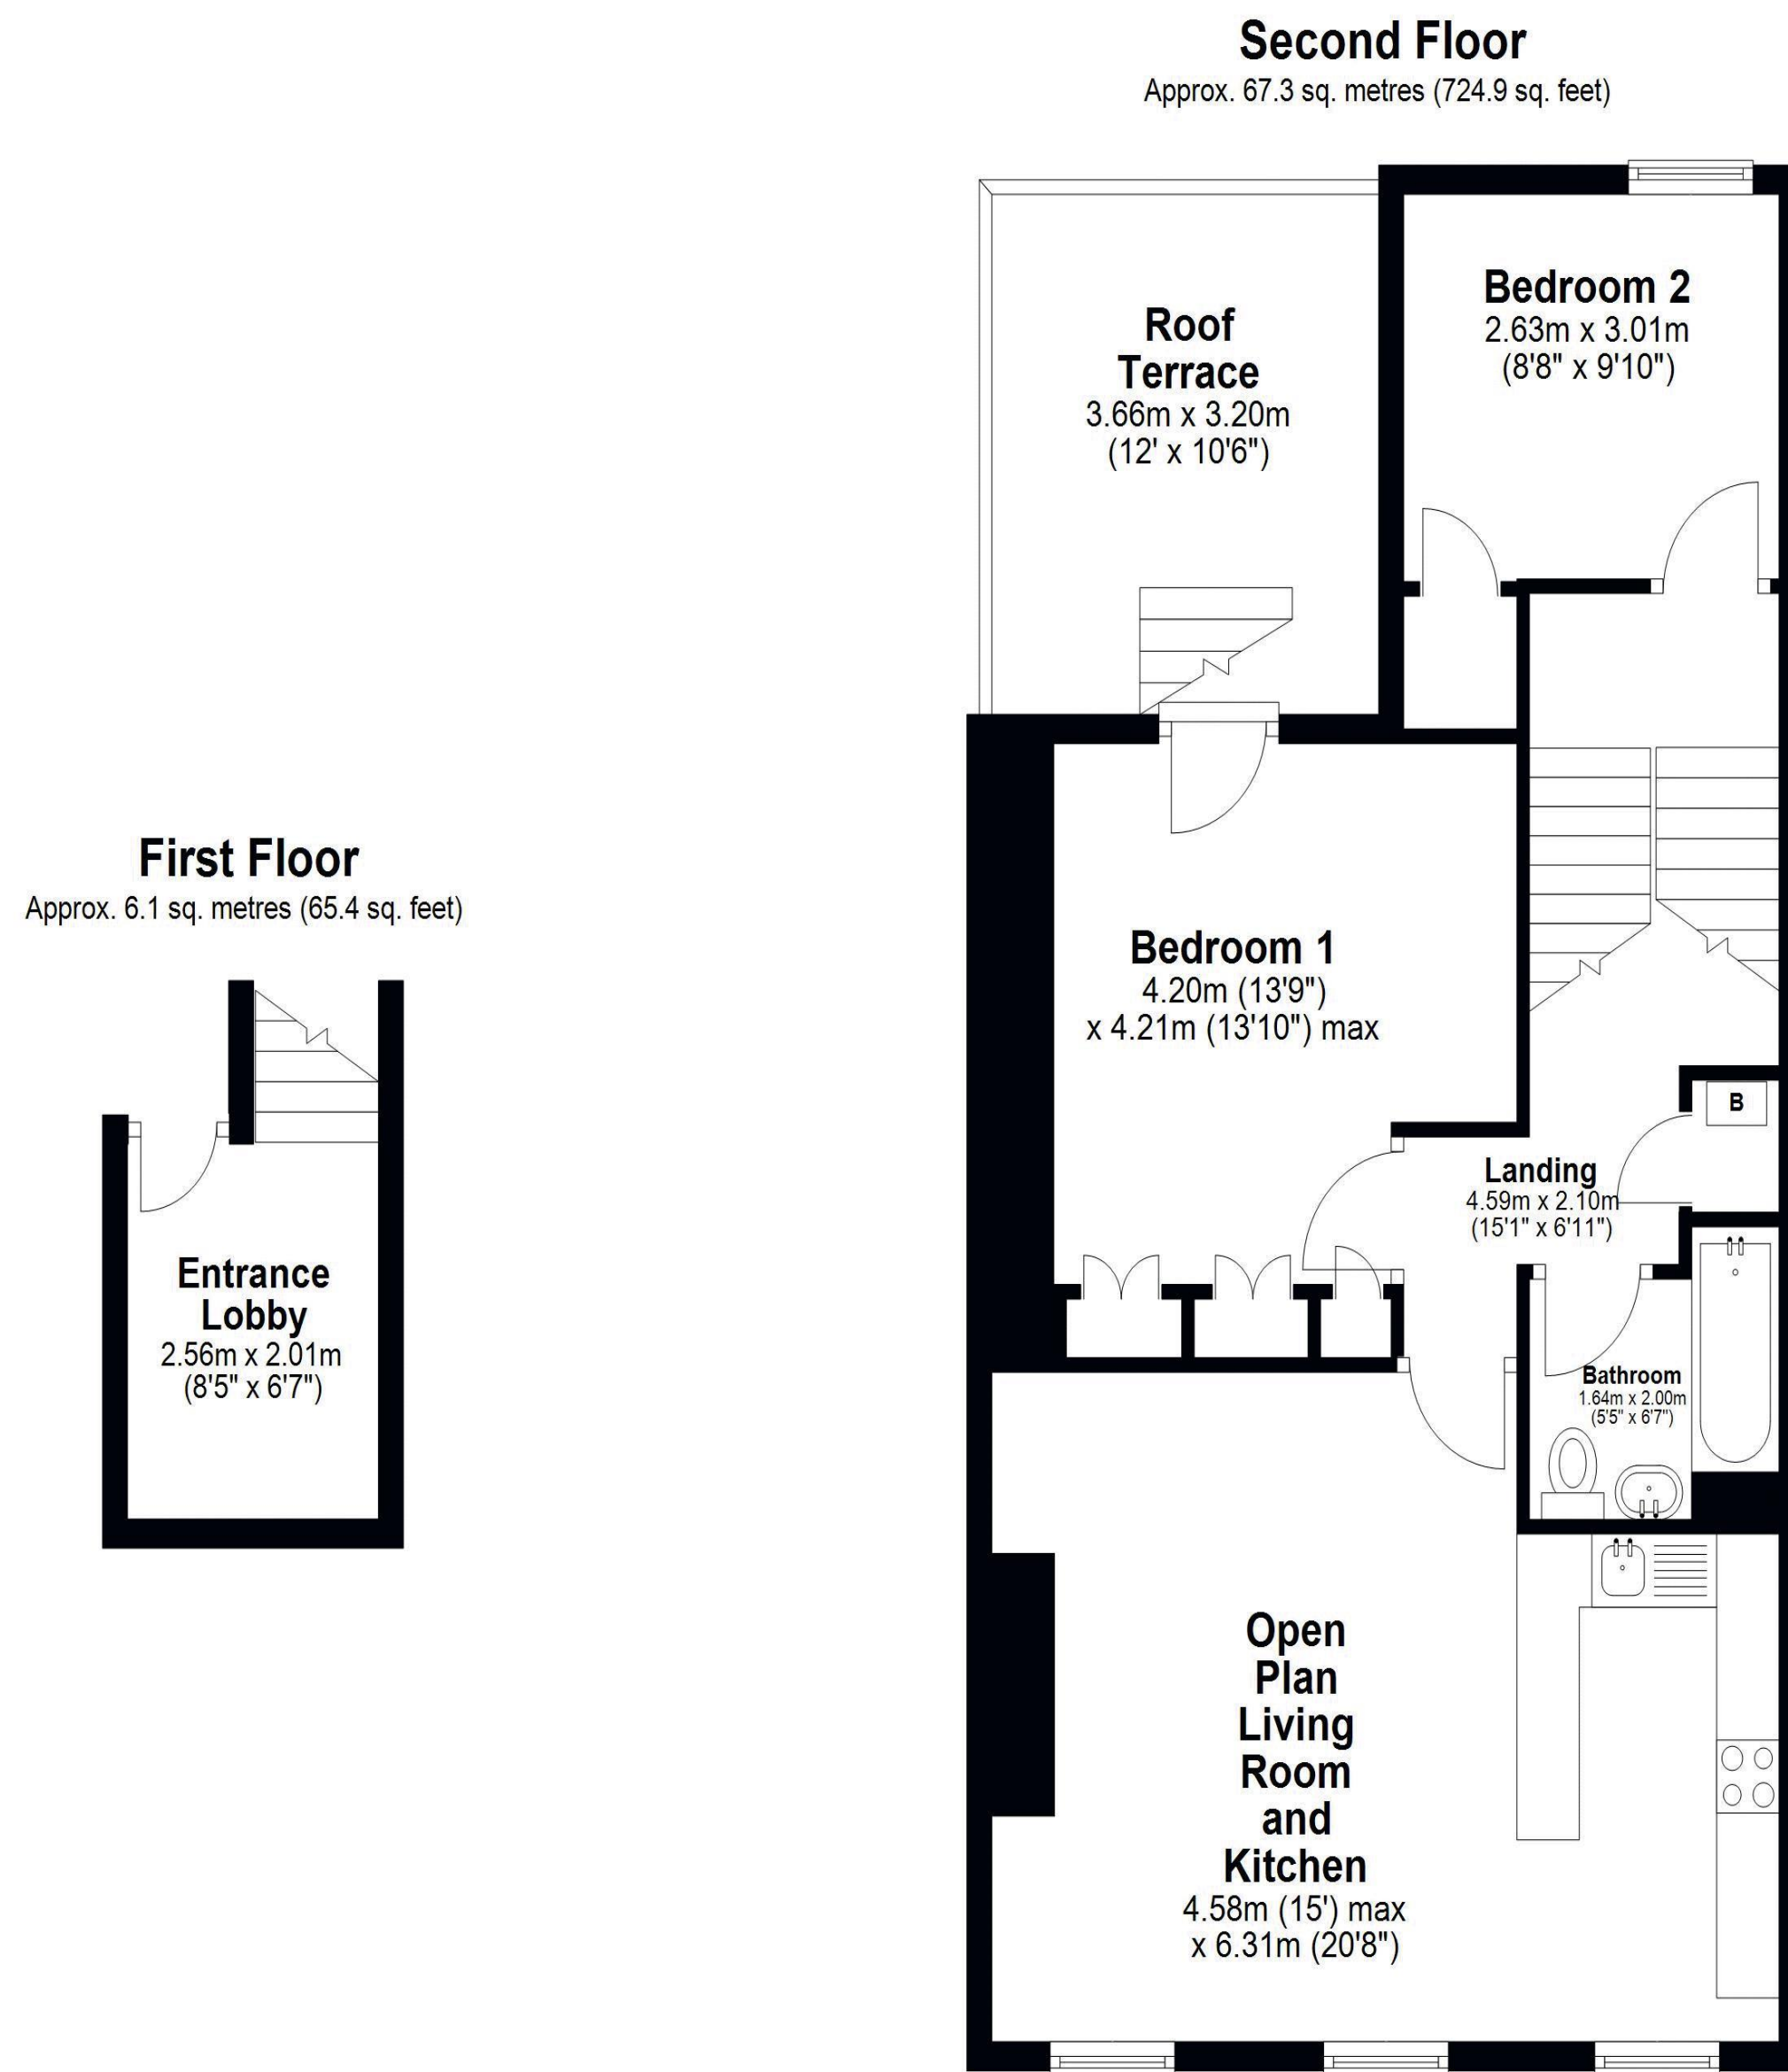 Second Floor
Approx. 67.3 sq. metres (724.9 sq. feet)
Roof
Terrace
3.66m x 3.20m
(12' x 10'6")
Bedroom 2
2.63m x 3.01m
(8'8" x 9'10")
First Floor
Approx. 6.1 sq. metres (65.4 sq. feet)
Bedroom 1
4.20m (13'9")
x 4.21m (13'10") max
B
Landing
4.59m x 2.10m
(15'1" x 6'11")
Entrance
Lobby
2.56m x 2.01m
(8'5" x 6'7")
Bathroom
1.64m x 2.00m
(5'5" x 6'7")
Open
Plan
Living
Room
and
Kitchen
4.58m (15') max
x 6.31m (20'8")